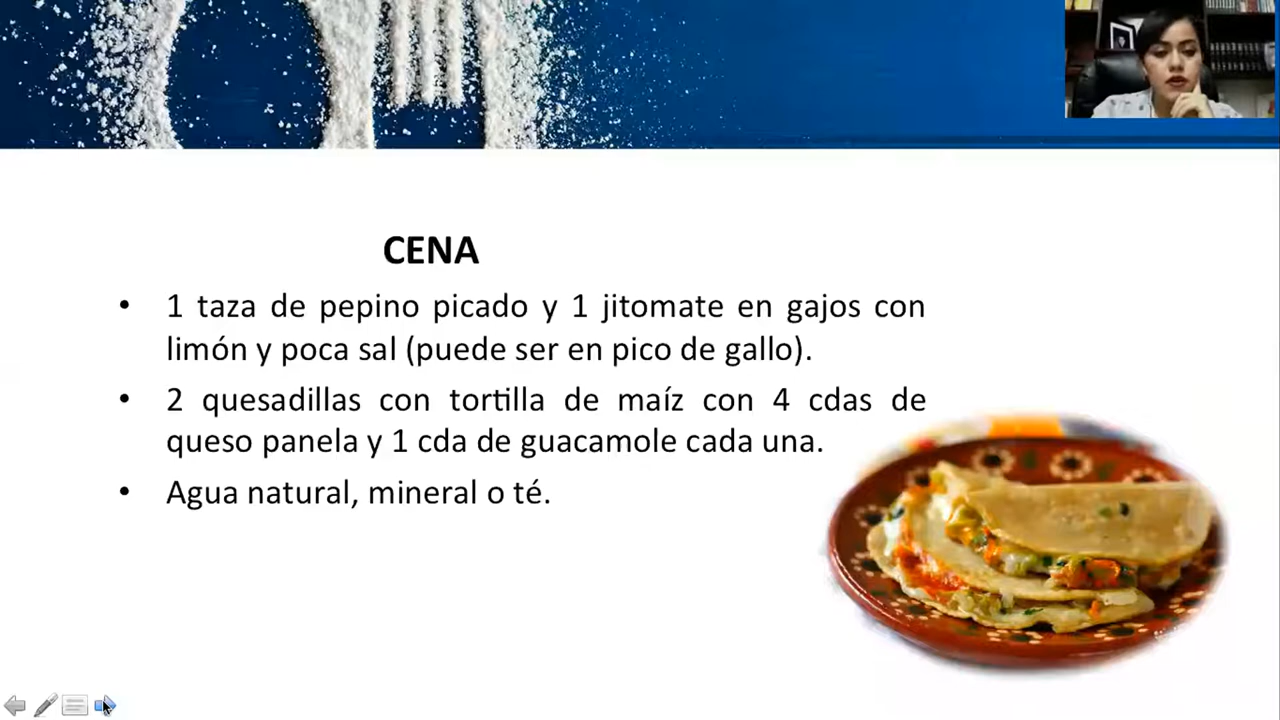 CENA
• 1 taza de pepino picado y 1 jitomate en gajos con
limón y poca sal (puede ser en pico de gallo).
• 2 quesadillas con tortilla de maíz con 4 cdas de
queso panela y 1 cda de guacamole cada una.
• Agua natural, mineral o té.